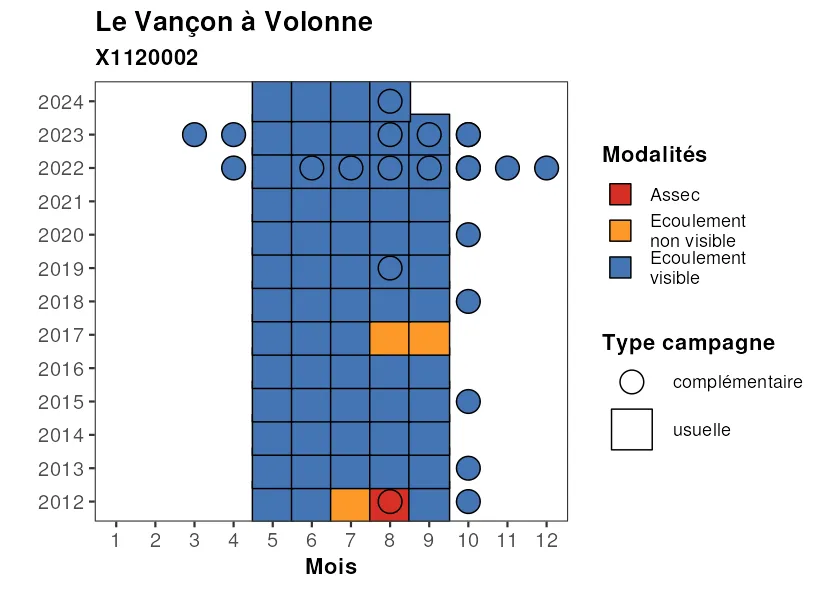 Le Vançon à Volonne
X1120002
2024
2023
2022
2021
2020
2019
2018
2017
2016
2015
2014
2013
2012
1 2 3 4 5 6 7 8 9 10 11 12
Mois
Modalités
Assec
Ecoulement
non visible
Ecoulement
visible
Type campagne
complémentaire
usuelle